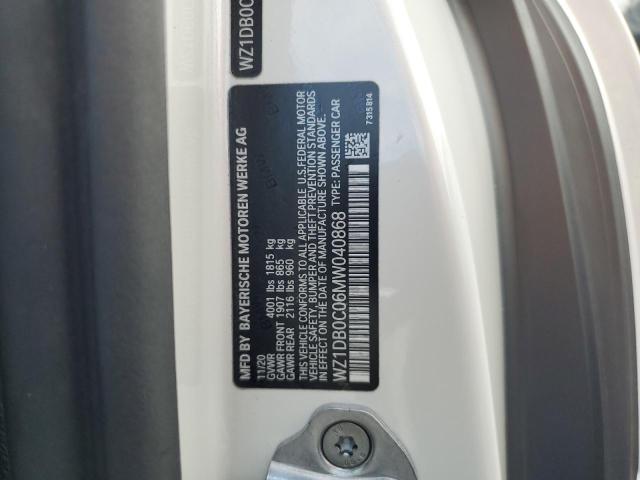 MFD BY BAYERISCHE MOTOREN WERKE AG
11/20
GVWR 4001 lbs 1815 kg
GAWR FRONT 1907 lbs 865 kg
GAWR REAR 2116 lbs 960 kg
THIS VEHICLE CONFORMS TO ALL APPLICABLE U.S. FEDERAL MOTOR
VEHICLE SAFETY, BUMPER AND THEFT PREVENTION STANDARDS
IN EFFECT ON THE DATE OF MANUFACTURE SHOWN ABOVE.
WZ1DB0C06MW040868 TYPE: PASSENGER CAR
7315814
WZ1DB0C